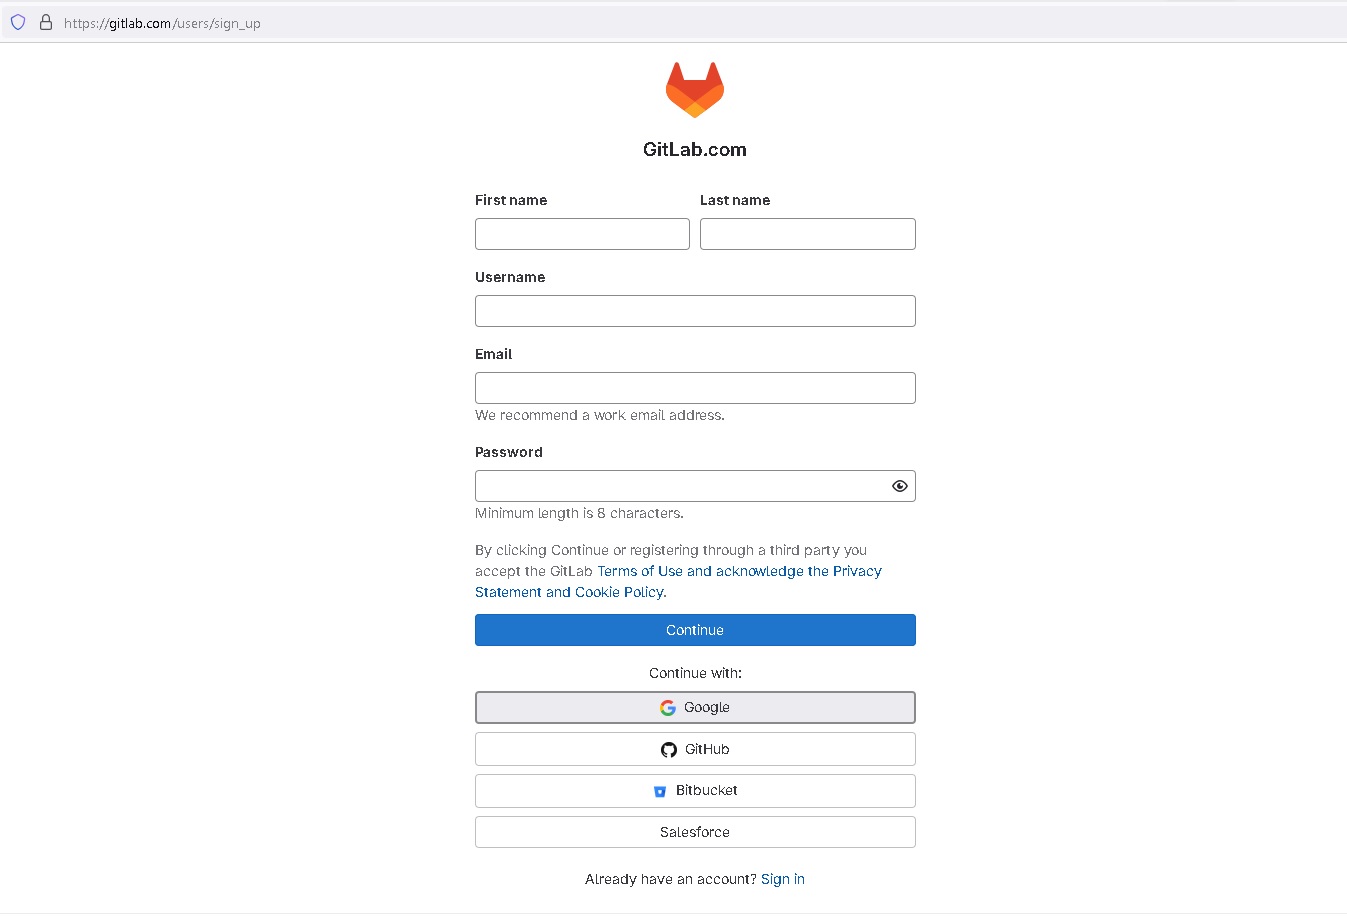 https://gitlab.com/users/sign_up
GitLab.com
First name Last name
Username
Email
We recommend a work email address.
Password
Minimum length is 8 characters.
By clicking Continue or registering through a third party you
accept the GitLab Terms of Use and acknowledge the Privacy
Statement and Cookie Policy.
Continue
Continue with:
Google
GitHub
Bitbucket
Salesforce
Already have an account? Sign in